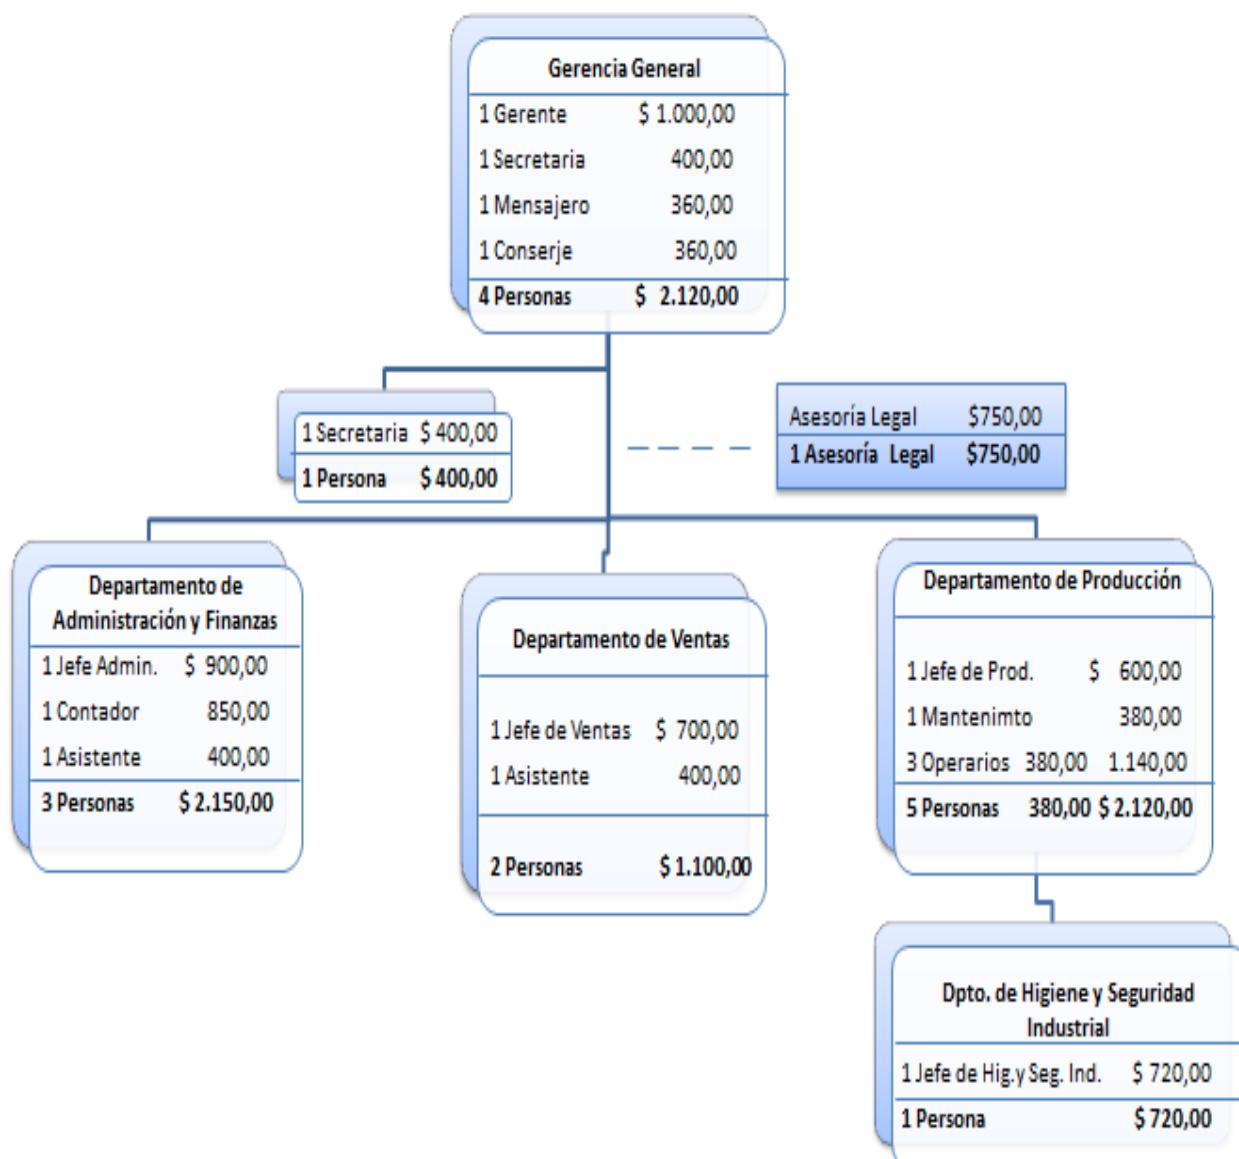 Gerencia General
1 Gerente $ 1.000,00
1 Secretaria 400,00
1 Mensajero 360,00
1 Conserje 360,00
4 Personas $ 2.120,00
1 Secretaria $ 400,00
1 Persona $ 400,00
Asesoría Legal $750,00
1 Asesoría Legal $750,00
Departamento de
Administración y Finanzas
1 Jefe Admin. $ 900,00
1 Contador 850,00
1 Asistente 400,00
3 Personas $ 2.150,00
Departamento de Ventas
1 Jefe de Ventas $ 700,00
1 Asistente 400,00
2 Personas $ 1.100,00
Departamento de Producción
1 Jefe de Prod. $ 600,00
1 Mantenimto 380,00
3 Operarios 380,00 1.140,00
5 Personas 380,00 $ 2.120,00
Dpto. de Higiene y Seguridad
Industrial
1 Jefe de Hig.y Seg. Ind. $ 720,00
1 Persona $ 720,00